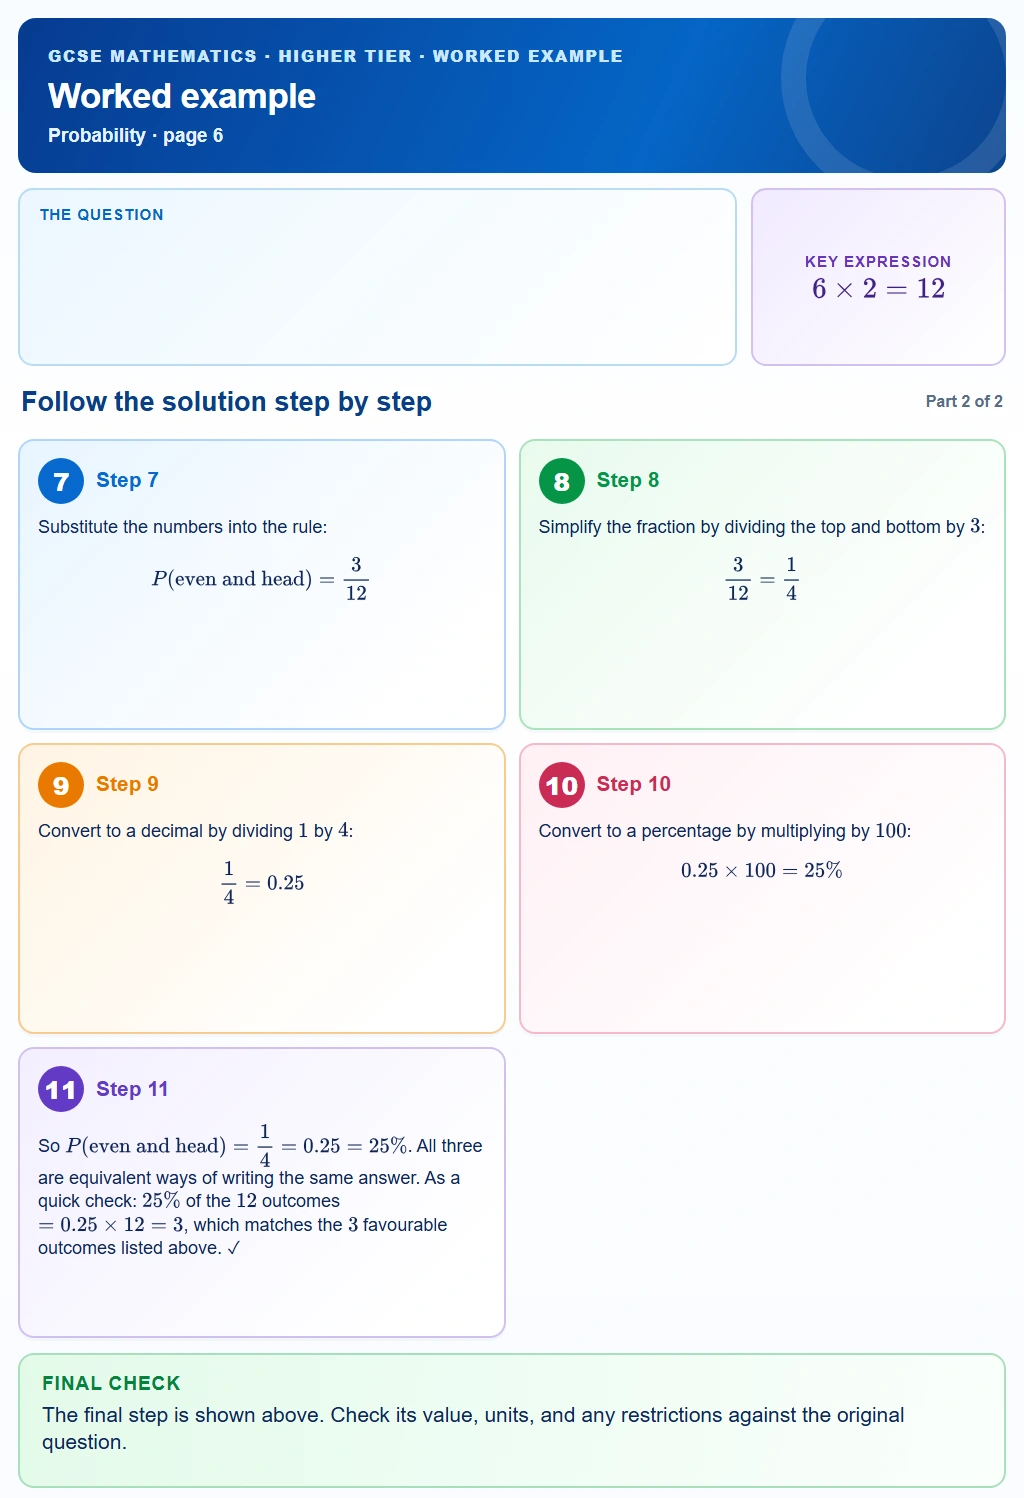 GCSE MATHEMATICS · HIGHER TIER · WORKED EXAMPLE
Worked example
Probability · page 6
THE QUESTION
KEY EXPRESSION
6 × 2 = 12
Follow the solution step by step
Part 2 of 2
7 Step 7
Substitute the numbers into the rule:
P(even and head) = 3/12
8 Step 8
Simplify the fraction by dividing the top and bottom by 3:
3/12 = 1/4
9 Step 9
Convert to a decimal by dividing 1 by 4:
1/4 = 0.25
10 Step 10
Convert to a percentage by multiplying by 100:
0.25 × 100 = 25%
11 Step 11
So P(even and head) = 1/4 = 0.25 = 25%. All three
are equivalent ways of writing the same answer. As a
quick check: 25% of the 12 outcomes
= 0.25 × 12 = 3, which matches the 3 favourable
outcomes listed above. ✓
FINAL CHECK
The final step is shown above. Check its value, units, and any restrictions against the original
question.